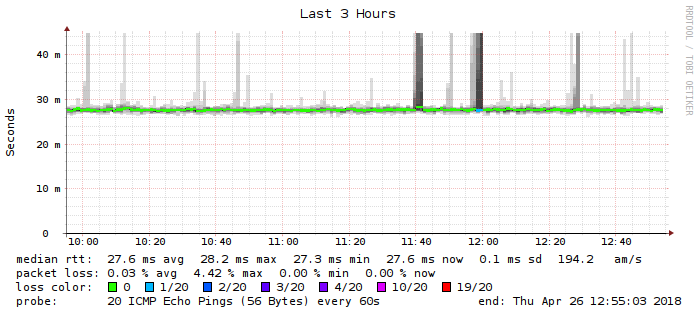 Last 3 Hours
RRDTOOL / TOBI OETIKER
Seconds
40 m
30 m
20 m
10 m
0
10:00 10:20 10:40 11:00 11:20 11:40 12:00 12:20 12:40
median rtt: 27.6 ms avg 28.2 ms max 27.3 ms min 27.6 ms now 0.1 ms sd 194.2 am/s
packet loss: 0.03 % avg 4.42 % max 0.00 % min 0.00 % now
loss color: 0 1/20 2/20 3/20 4/20 10/20 19/20
probe: 20 ICMP Echo Pings (56 Bytes) every 60s end: Thu Apr 26 12:55:03 2018